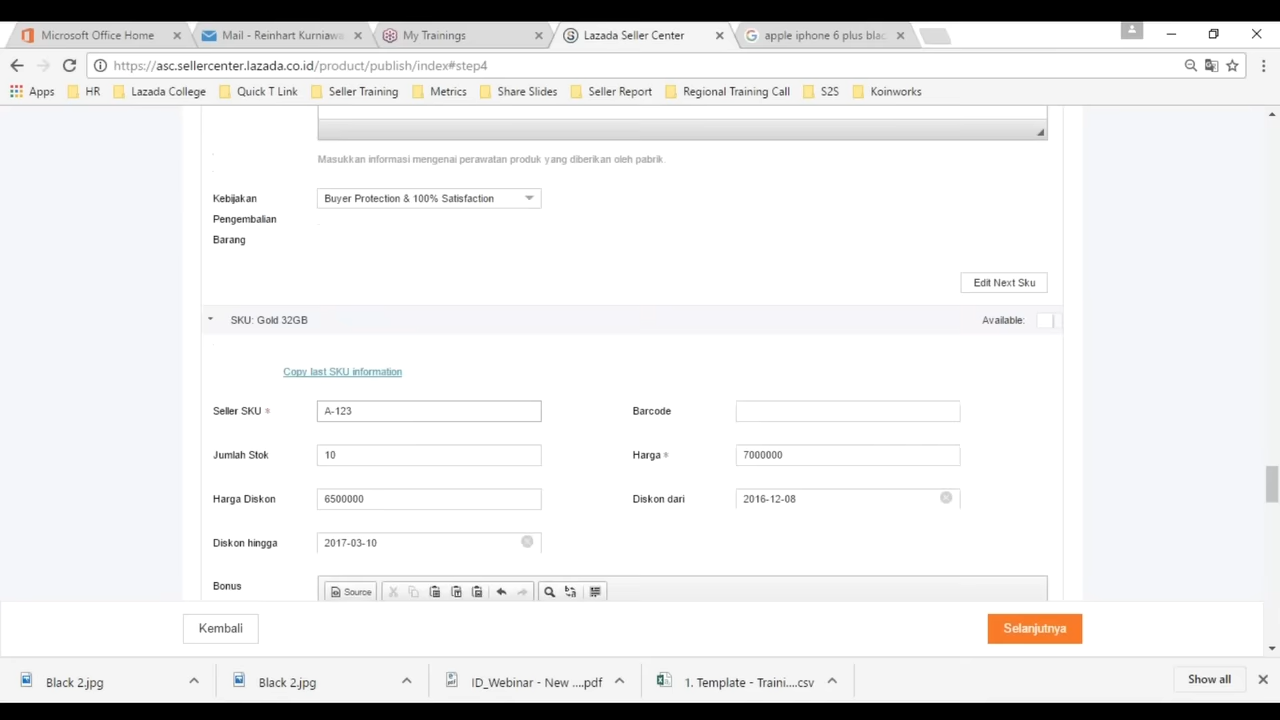 Microsoft Office Home
Mail - Reinhart Kurniawa
My Trainings
Lazada Seller Center
apple iphone 6 plus blac
https://asc.sellercenter.lazada.co.id/product/publish/index#step4
Apps
HR
Lazada College
Quick T Link
Seller Training
Metrics
Share Slides
Seller Report
Regional Training Call
S2S
Koinworks
Masukkan informasi mengenai perawatan produk yang diberikan oleh pabrik.
Kebijakan Pengembalian Barang
Buyer Protection & 100% Satisfaction
Edit Next Sku
SKU: Gold 32GB
Available:
Copy last SKU information
Seller SKU *
A-123
Barcode
Jumlah Stok
10
Harga *
7000000
Harga Diskon
6500000
Diskon dari
2016-12-08
Diskon hingga
2017-03-10
Bonus
Source
Kembali
Selanjutnya
Black 2.jpg
Black 2.jpg
ID_Webinar - New ....pdf
1. Template - Traini....csv
Show all